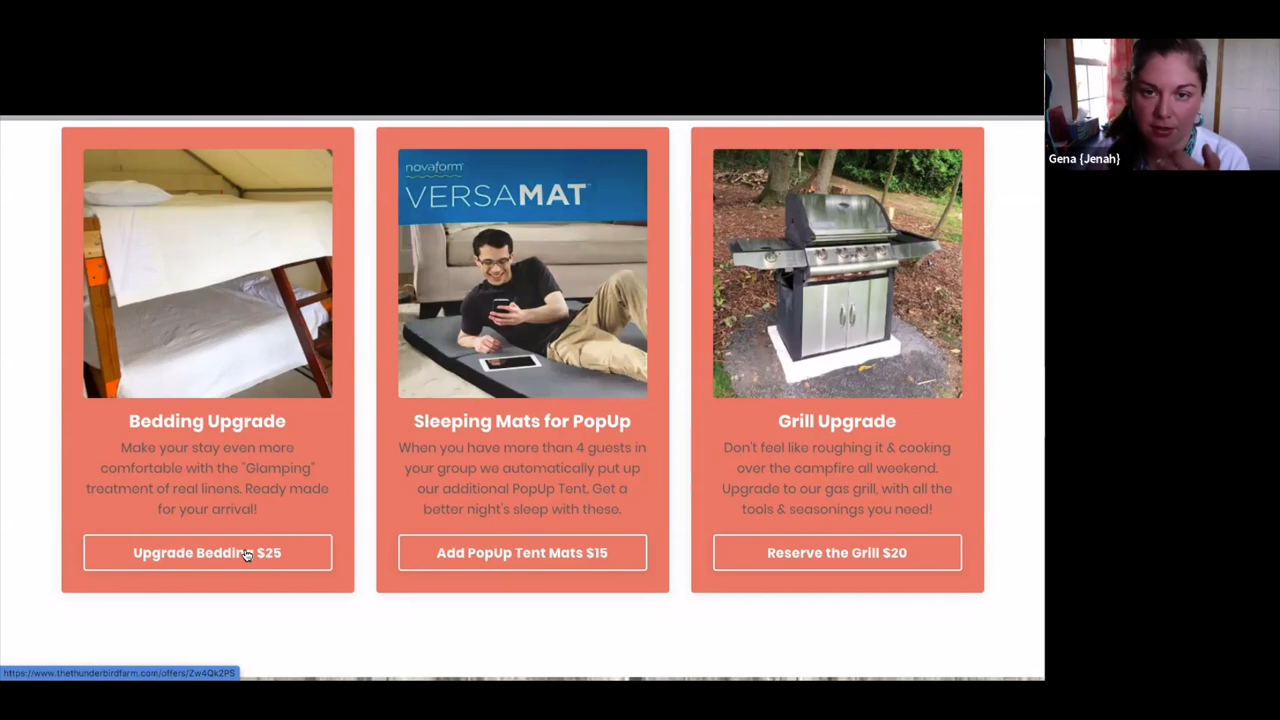 Gena {Jenah}
novaform
VERSAMAT
Bedding Upgrade
Make your stay even more
comfortable with the "Glamping"
treatment of real linens. Ready made
for your arrival!
Upgrade Bedding $25
Sleeping Mats for PopUp
When you have more than 4 guests in
your group we automatically put up
our additional PopUp Tent. Get a
better night's sleep with these.
Add PopUp Tent Mats $15
Grill Upgrade
Don't feel like roughing it & cooking
over the campfire all weekend.
Upgrade to our gas grill, with all the
tools & seasonings you need!
Reserve the Grill $20
https://www.thethunderbirdfarm.com/offers/Zw4Qk2PS